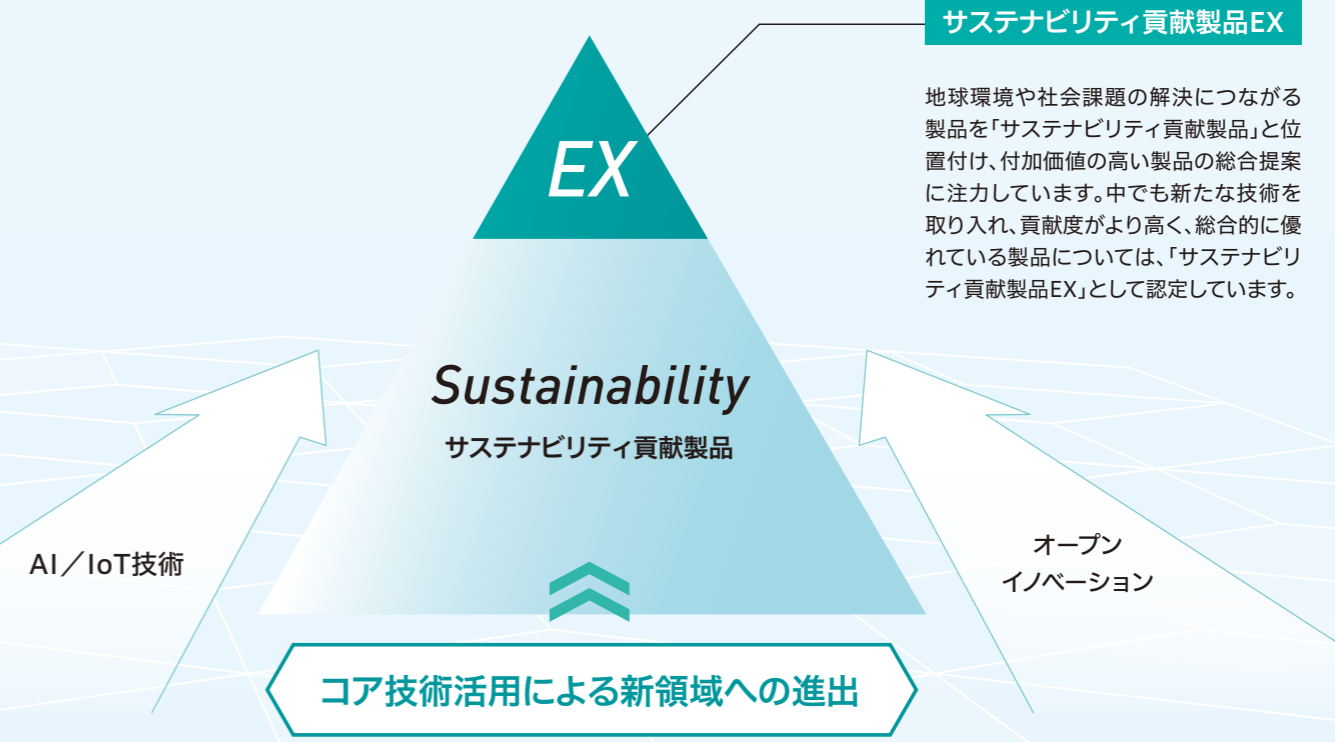 サステナビリティ貢献製品EX
地球環境や社会課題の解決につながる
製品を「サステナビリティ貢献製品」と位
置付け、付加価値の高い製品の総合提案
に注力しています。中でも新たな技術を
取り入れ、貢献度がより高く、総合的に優
れている製品については、「サステナビリ
ティ貢献製品EX」として認定しています。
EX
Sustainability
サステナビリティ貢献製品
AI／IoT技術
オープン
イノベーション
コア技術活用による新領域への進出